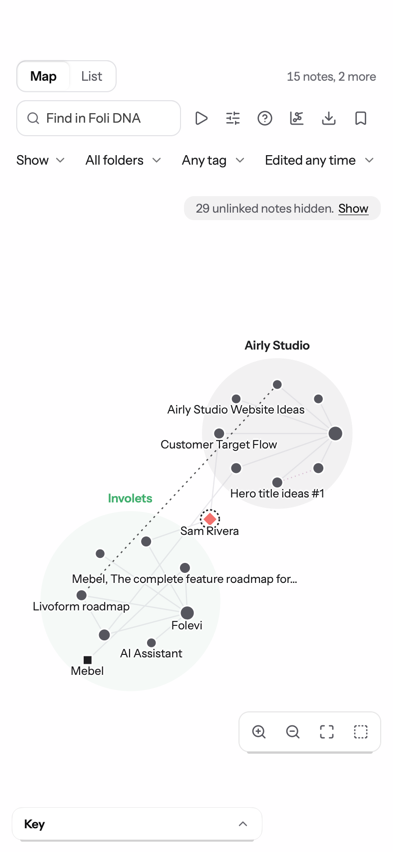 Map
List
15 notes, 2 more
Find in Foli DNA
Show
All folders
Any tag
Edited any time
29 unlinked notes hidden. Show
Airly Studio
Airly Studio Website Ideas
Customer Target Flow
Hero title ideas #1
Involets
Sam Rivera
Mebel, The complete feature roadmap for...
Livoform roadmap
Folevi
AI Assistant
Mebel
Key